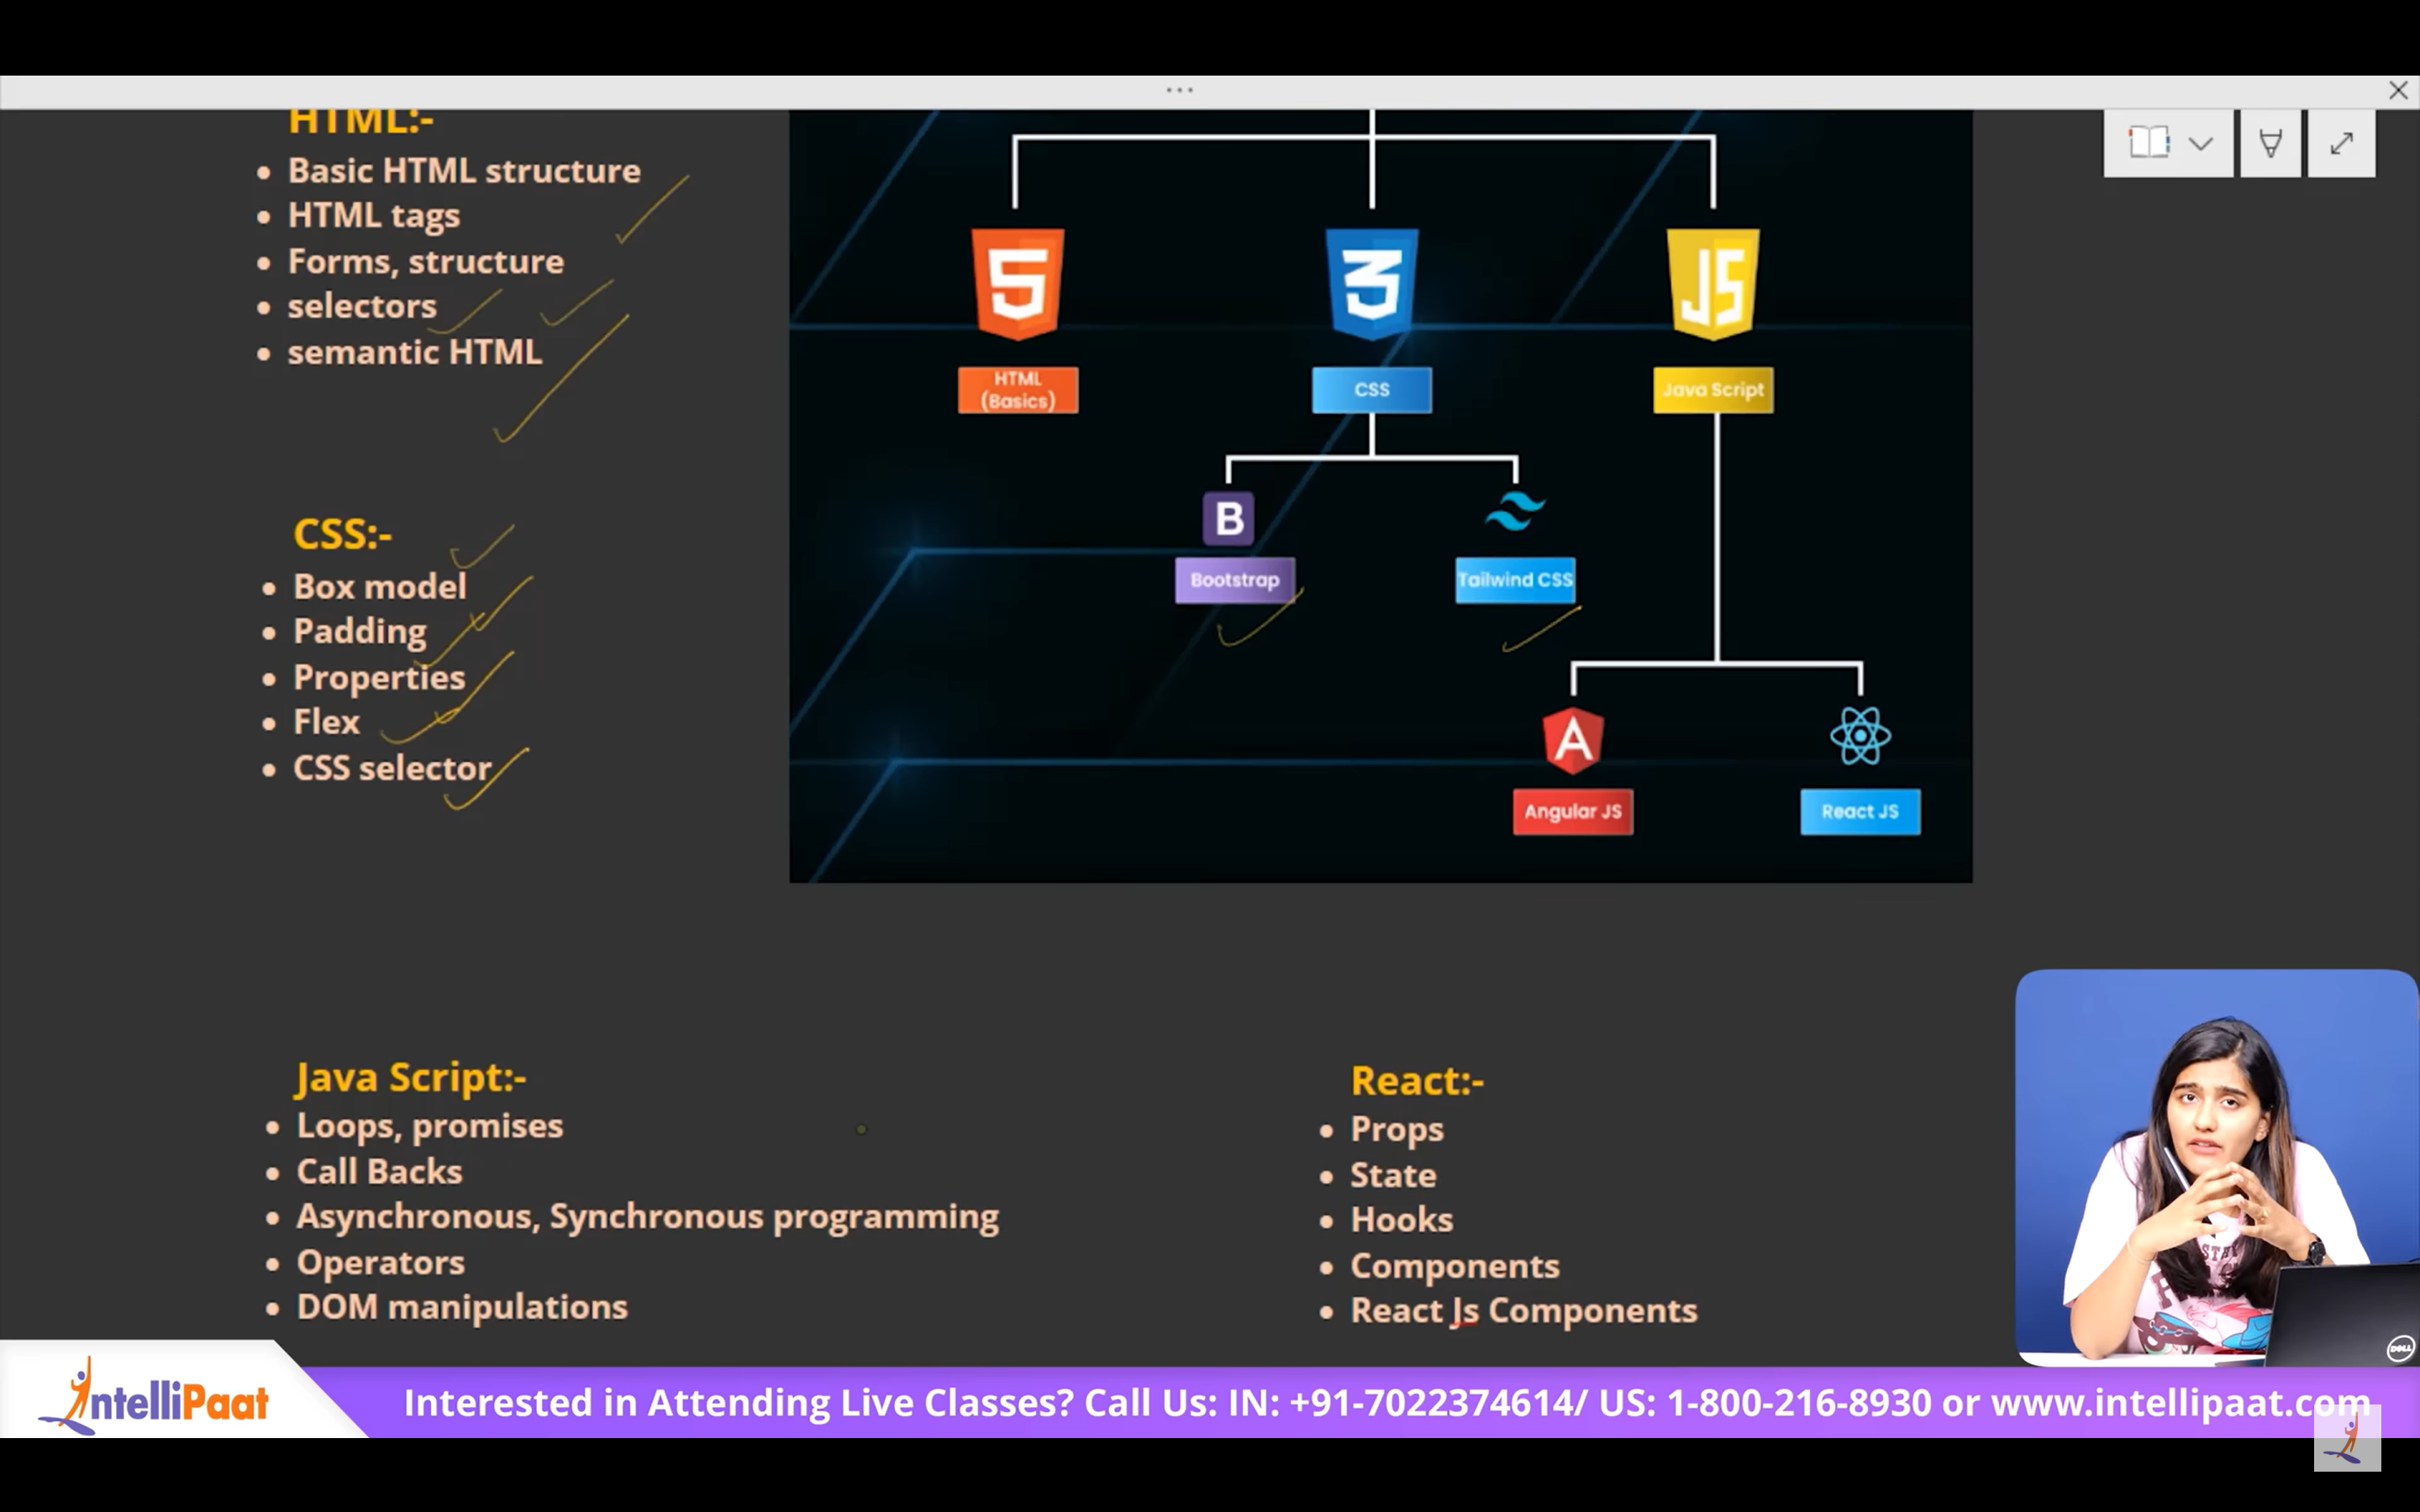 HTML:-
Basic HTML structure
HTML tags
Forms, structure
selectors
semantic HTML
CSS:-
Box model
Padding
Properties
Flex
CSS selector
5
3
JS
HTML
(Basics)
CSS
Java Script
B
Bootstrap
Tailwind CSS
A
Angular JS
React JS
Java Script:-
Loops, promises
Call Backs
Asynchronous, Synchronous programming
Operators
DOM manipulations
React:-
Props
State
Hooks
Components
React Js Components
DELL
IntelliPaat
Interested in Attending Live Classes? Call Us: IN: +91-7022374614/ US: 1-800-216-8930 or www.intellipaat.com